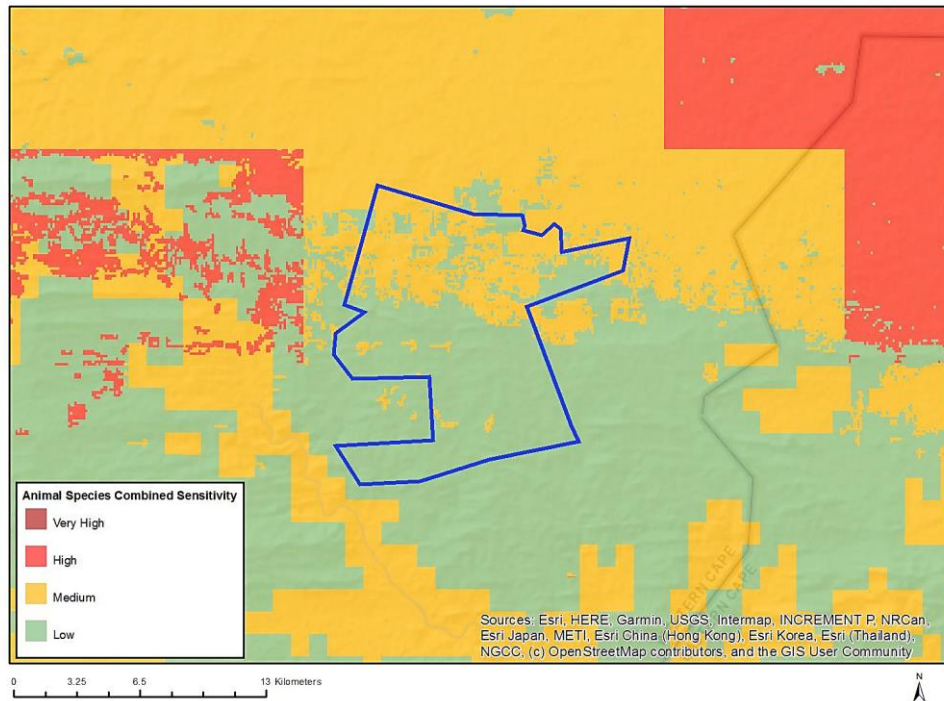 Animal Species Combined Sensitivity
Very High
High
Medium
Low
CAPE
CAPE
Sources: Esri, HERE, Garmin, USGS, Intermap, INCREMENT P, NRCan,
Esri Japan, METI, Esri China (Hong Kong), Esri Korea, Esri (Thailand),
NGCC, (c) OpenStreetMap contributors, and the GIS User Community
0 3.25 6.5 13 Kilometers
N